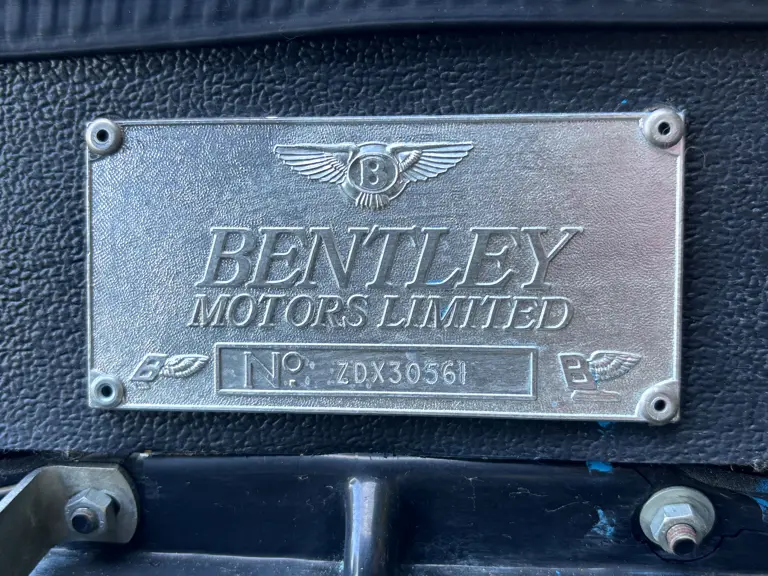 B
BENTLEY
MOTORS LIMITED
B
No: ZDX30561
B